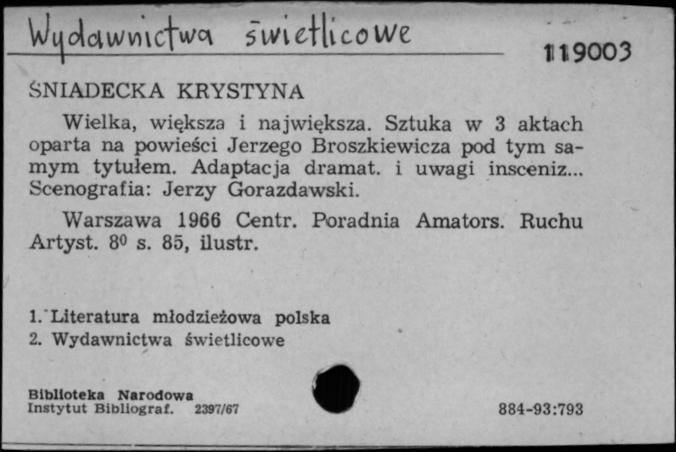 Wydawnictwa świetlicowe
119003
ŚNIADECKA KRYSTYNA
Wielka, większa i największa. Sztuka w 3 aktach
oparta na powieści Jerzego Broszkiewicza pod tym sa-
mym tytułem. Adaptacja dramat. i uwagi insceniz...
Scenografia: Jerzy Gorazdawski.
Warszawa 1966 Centr. Poradnia Amators. Ruchu
Artyst. 8⁰ s. 85, ilustr.
1. Literatura młodzieżowa polska
2. Wydawnictwa świetlicowe
Biblioteka Narodowa
Instytut Bibliograf. 2397/67
884-93:793